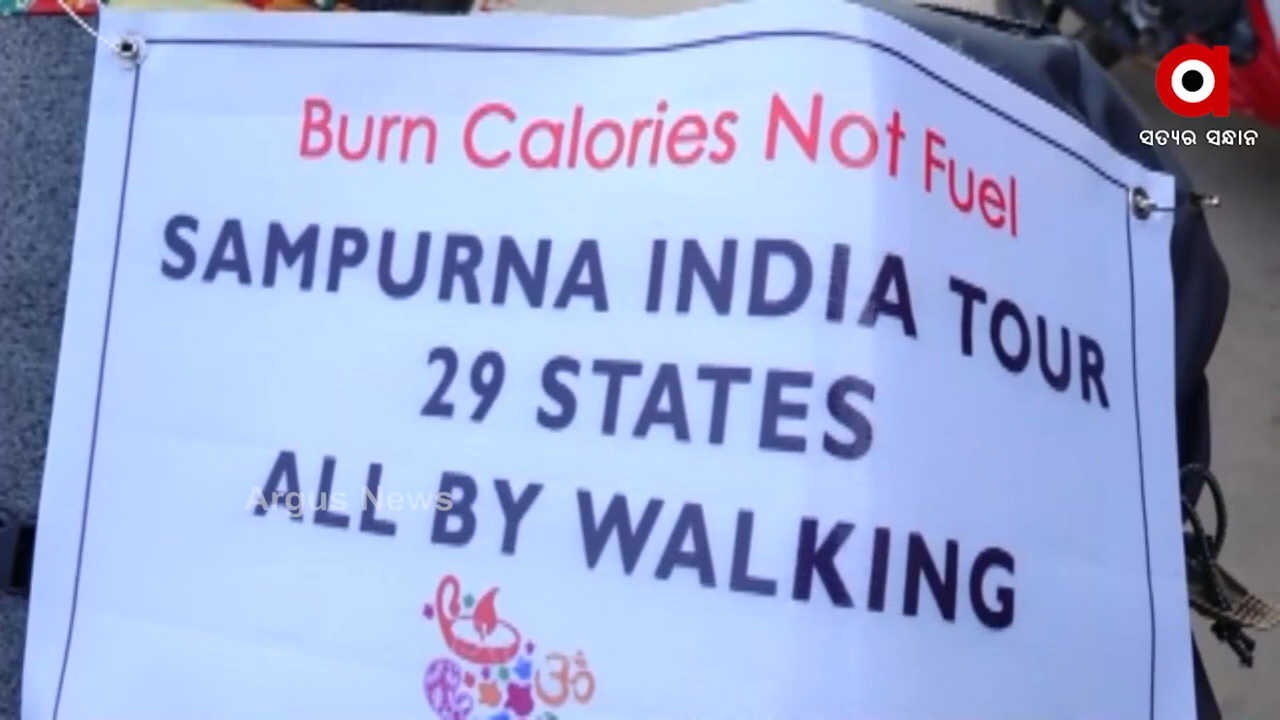 Burn Calories Not Fuel
SAMPURNA INDIA TOUR
29 STATES
ALL BY WALKING
Argus News
ସତ୍ୟର ସନ୍ଧାନ
ॐ